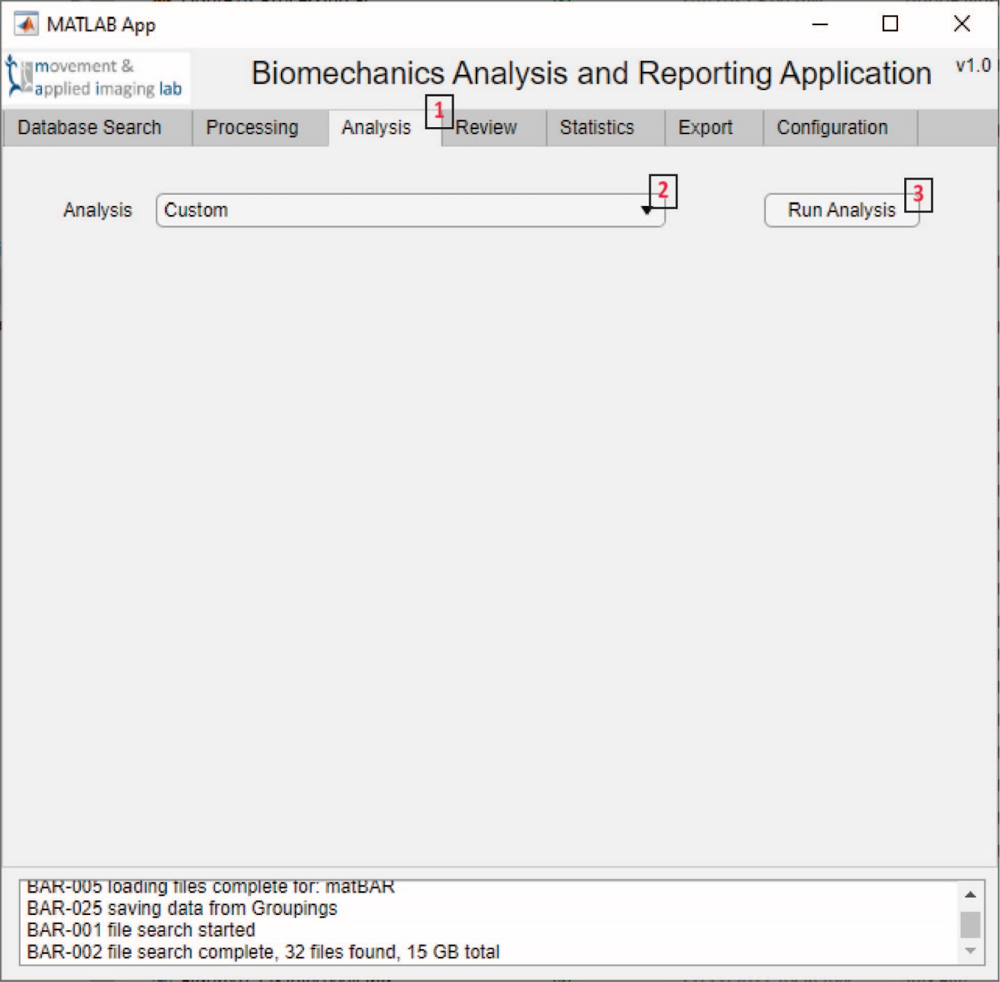 MATLAB App
movement &
applied imaging lab
Biomechanics Analysis and Reporting Application
v1.0
1
Database Search Processing Analysis Review Statistics Export Configuration
2
3
Analysis Custom Run Analysis
BAR-005 loading files complete for: matBAR
BAR-025 saving data from Groupings
BAR-001 file search started
BAR-002 file search complete, 32 files found, 15 GB total